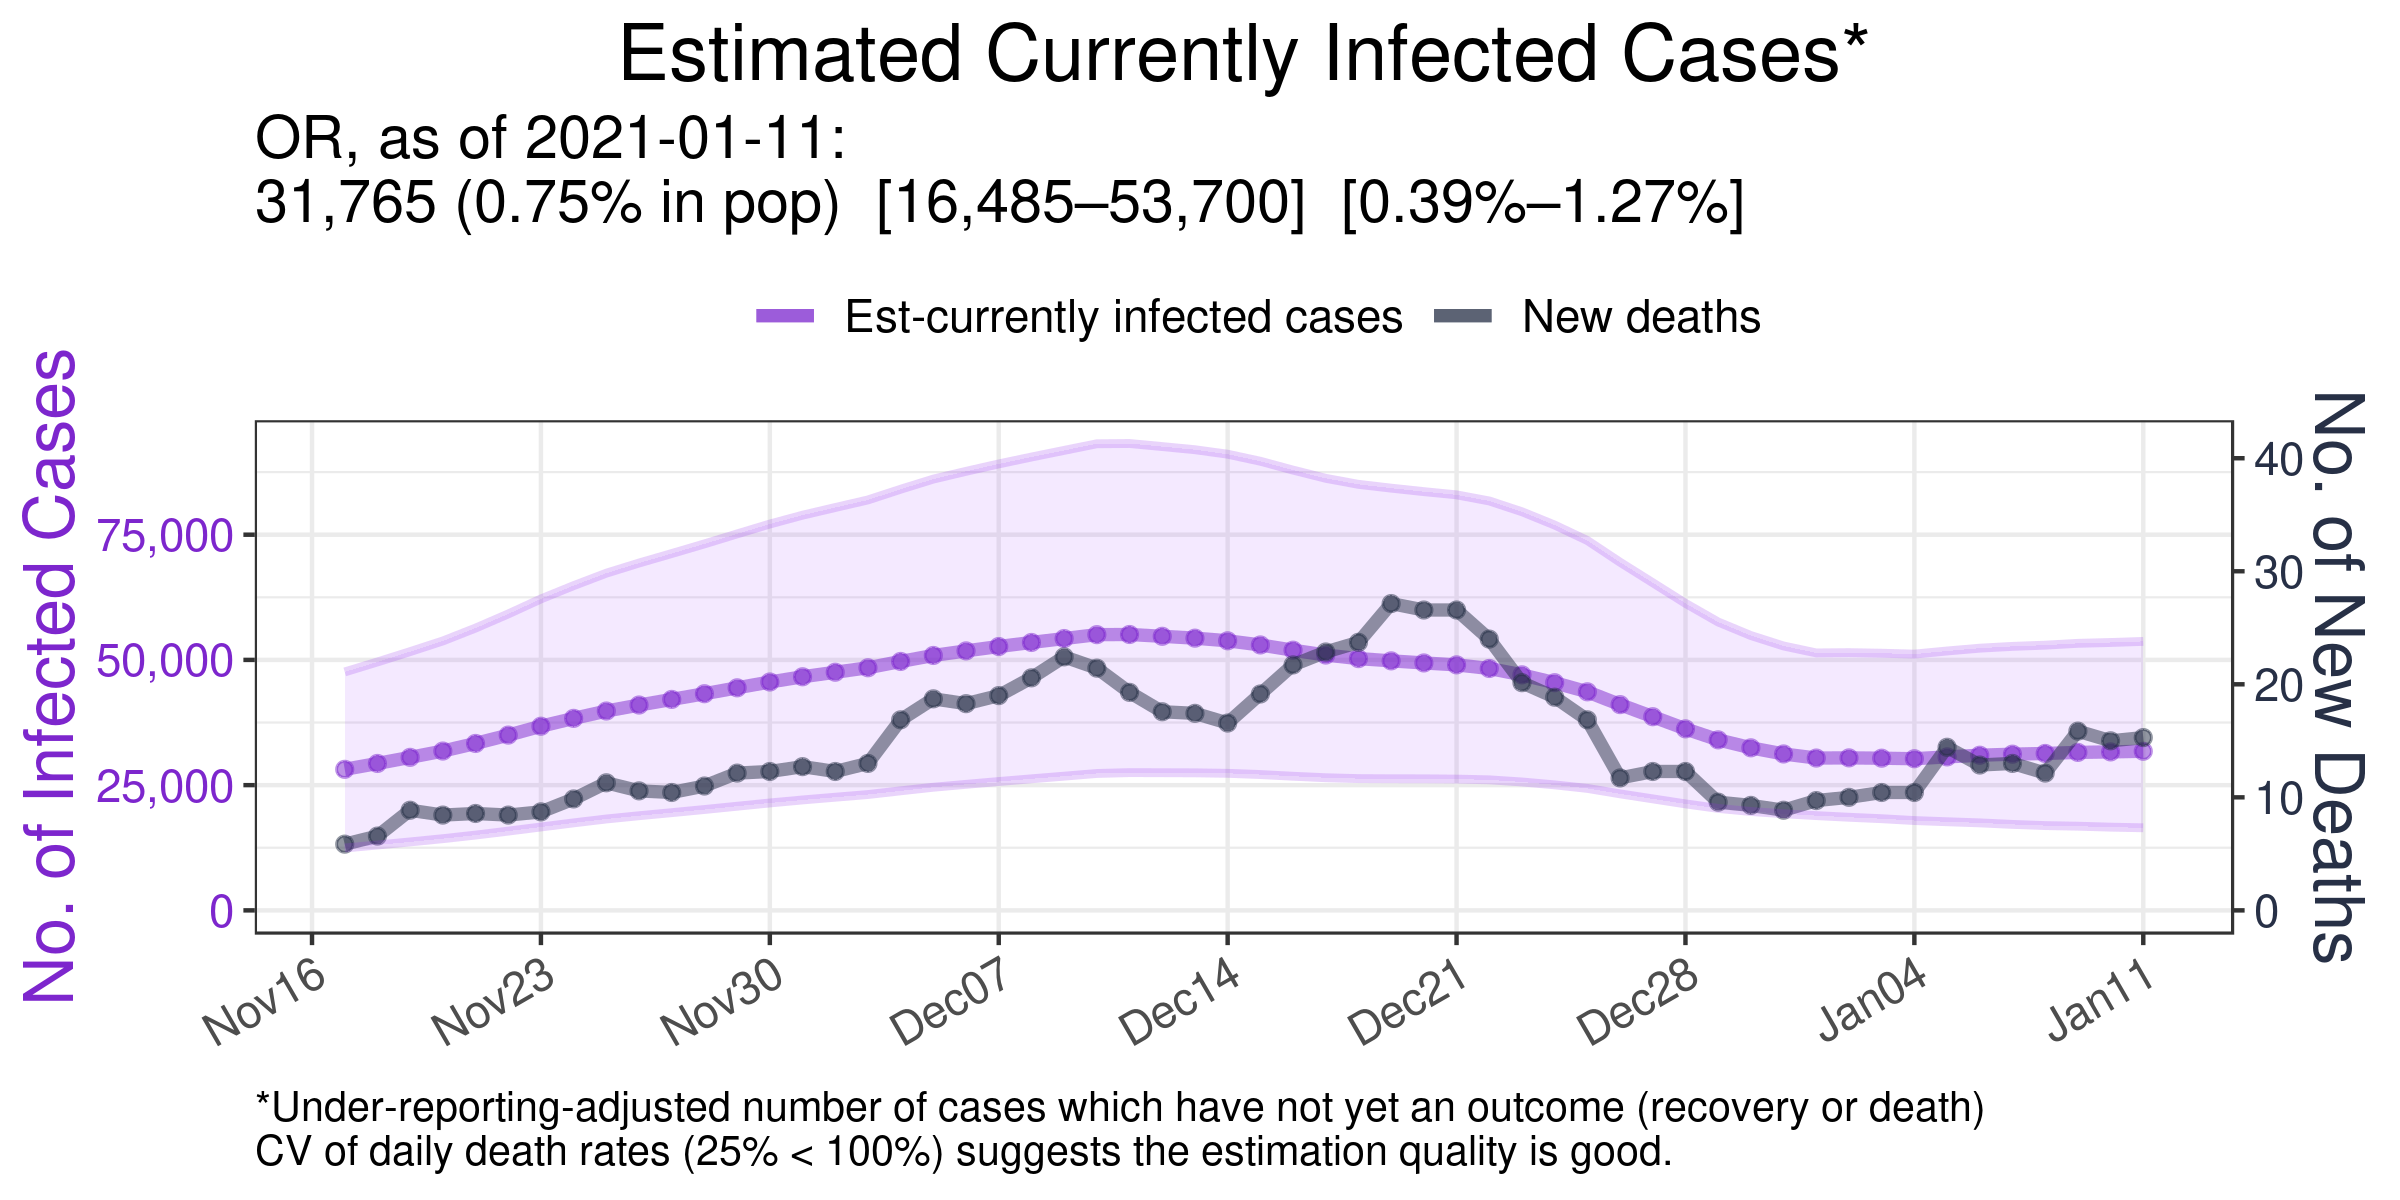 Estimated Currently Infected Cases*
OR, as of 2021-01-11:
31,765 (0.75% in pop)  [16,485–53,700]  [0.39%–1.27%]
Est-currently infected cases
New deaths
No. of Infected Cases
75,000
50,000
25,000
0
40
30
20
10
0
No. of New Deaths
Nov16
Nov23
Nov30
Dec07
Dec14
Dec21
Dec28
Jan04
Jan11
*Under-reporting-adjusted number of cases which have not yet an outcome (recovery or death)
CV of daily death rates (25% < 100%) suggests the estimation quality is good.